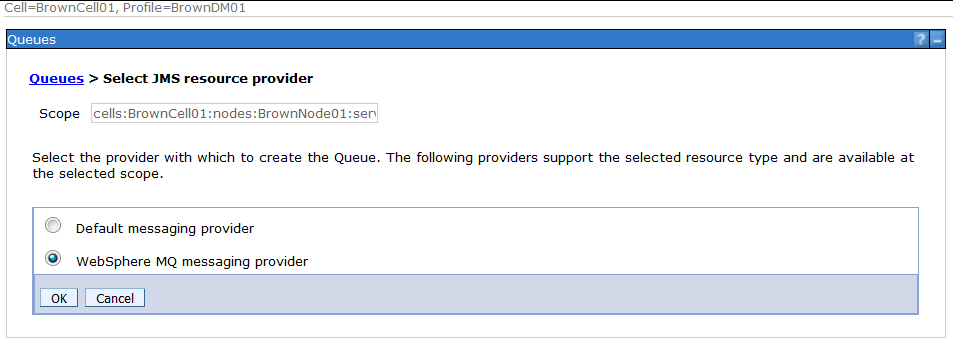 Cell=BrownCell01, Profile=BrownDM01
Queues
?
Queues > Select JMS resource provider
Scope cells:BrownCell01:nodes:BrownNode01:serv
Select the provider with which to create the Queue. The following providers support the selected resource type and are available at
the selected scope.
Default messaging provider
WebSphere MQ messaging provider
OK Cancel